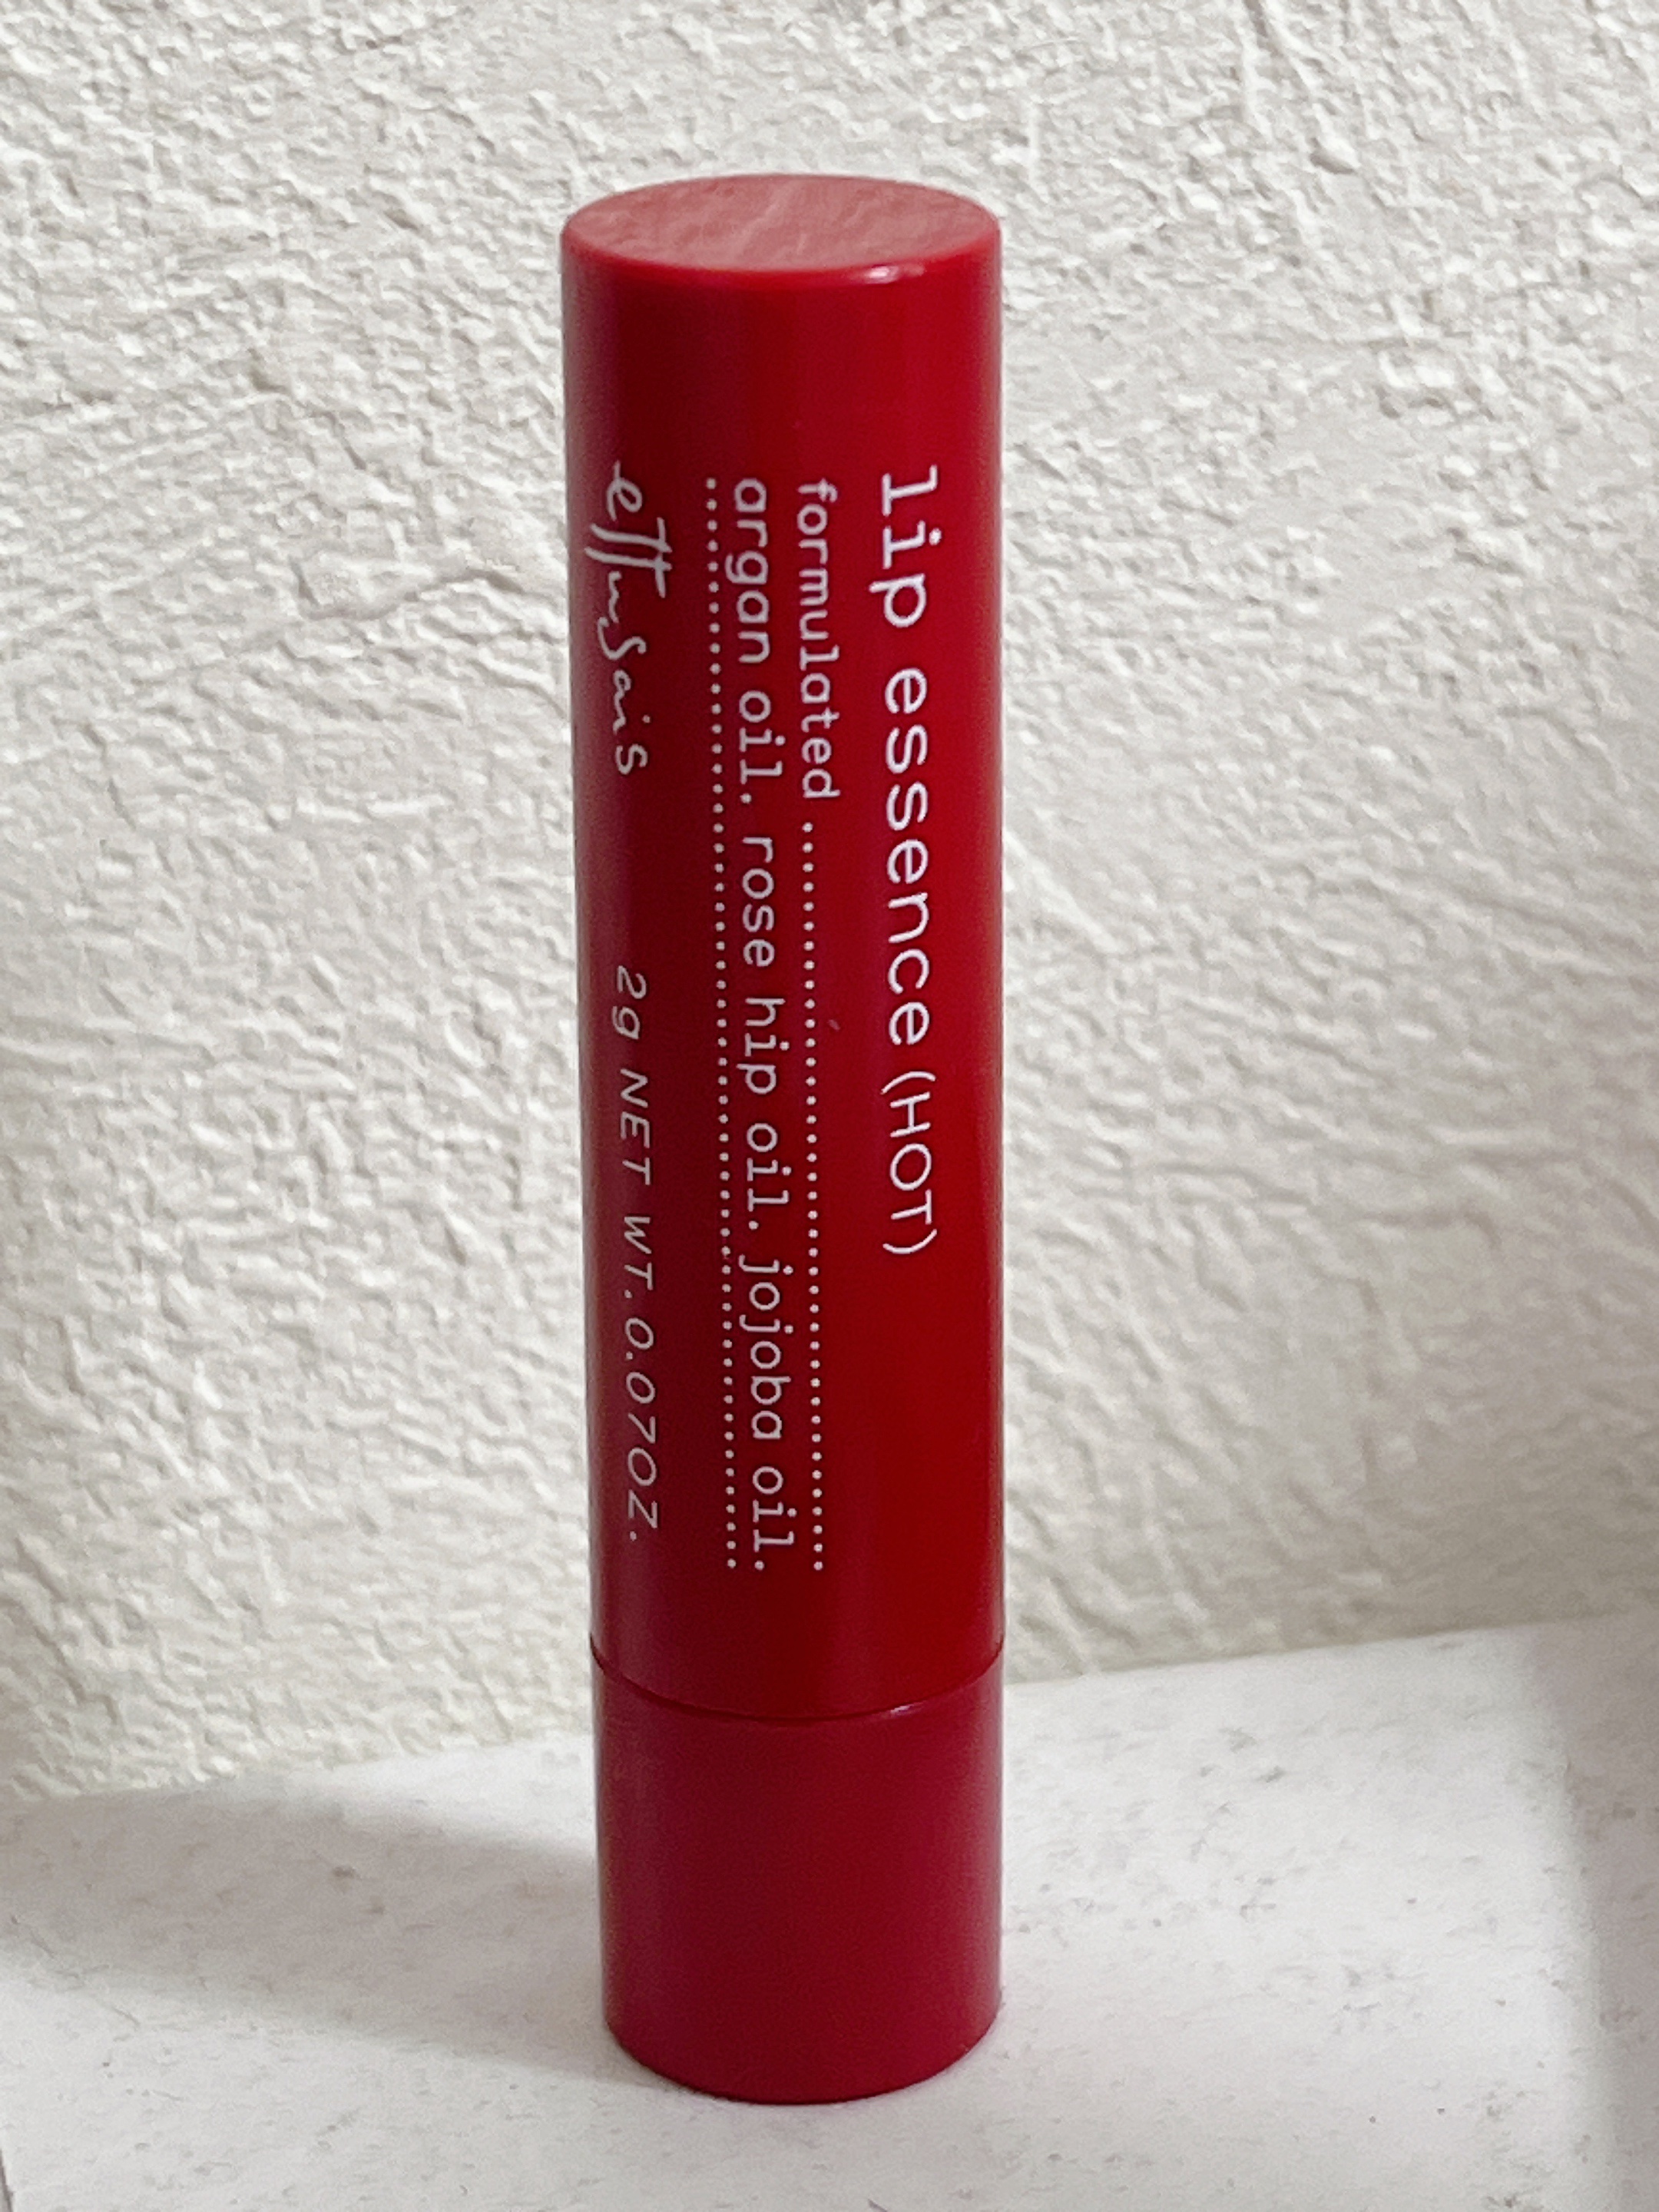 lip essence (HOT)
formulated ........................................
argan oil. rose hip oil. jojoba oil.
............................................................
ettusais 2g NET WT. 0.07OZ.